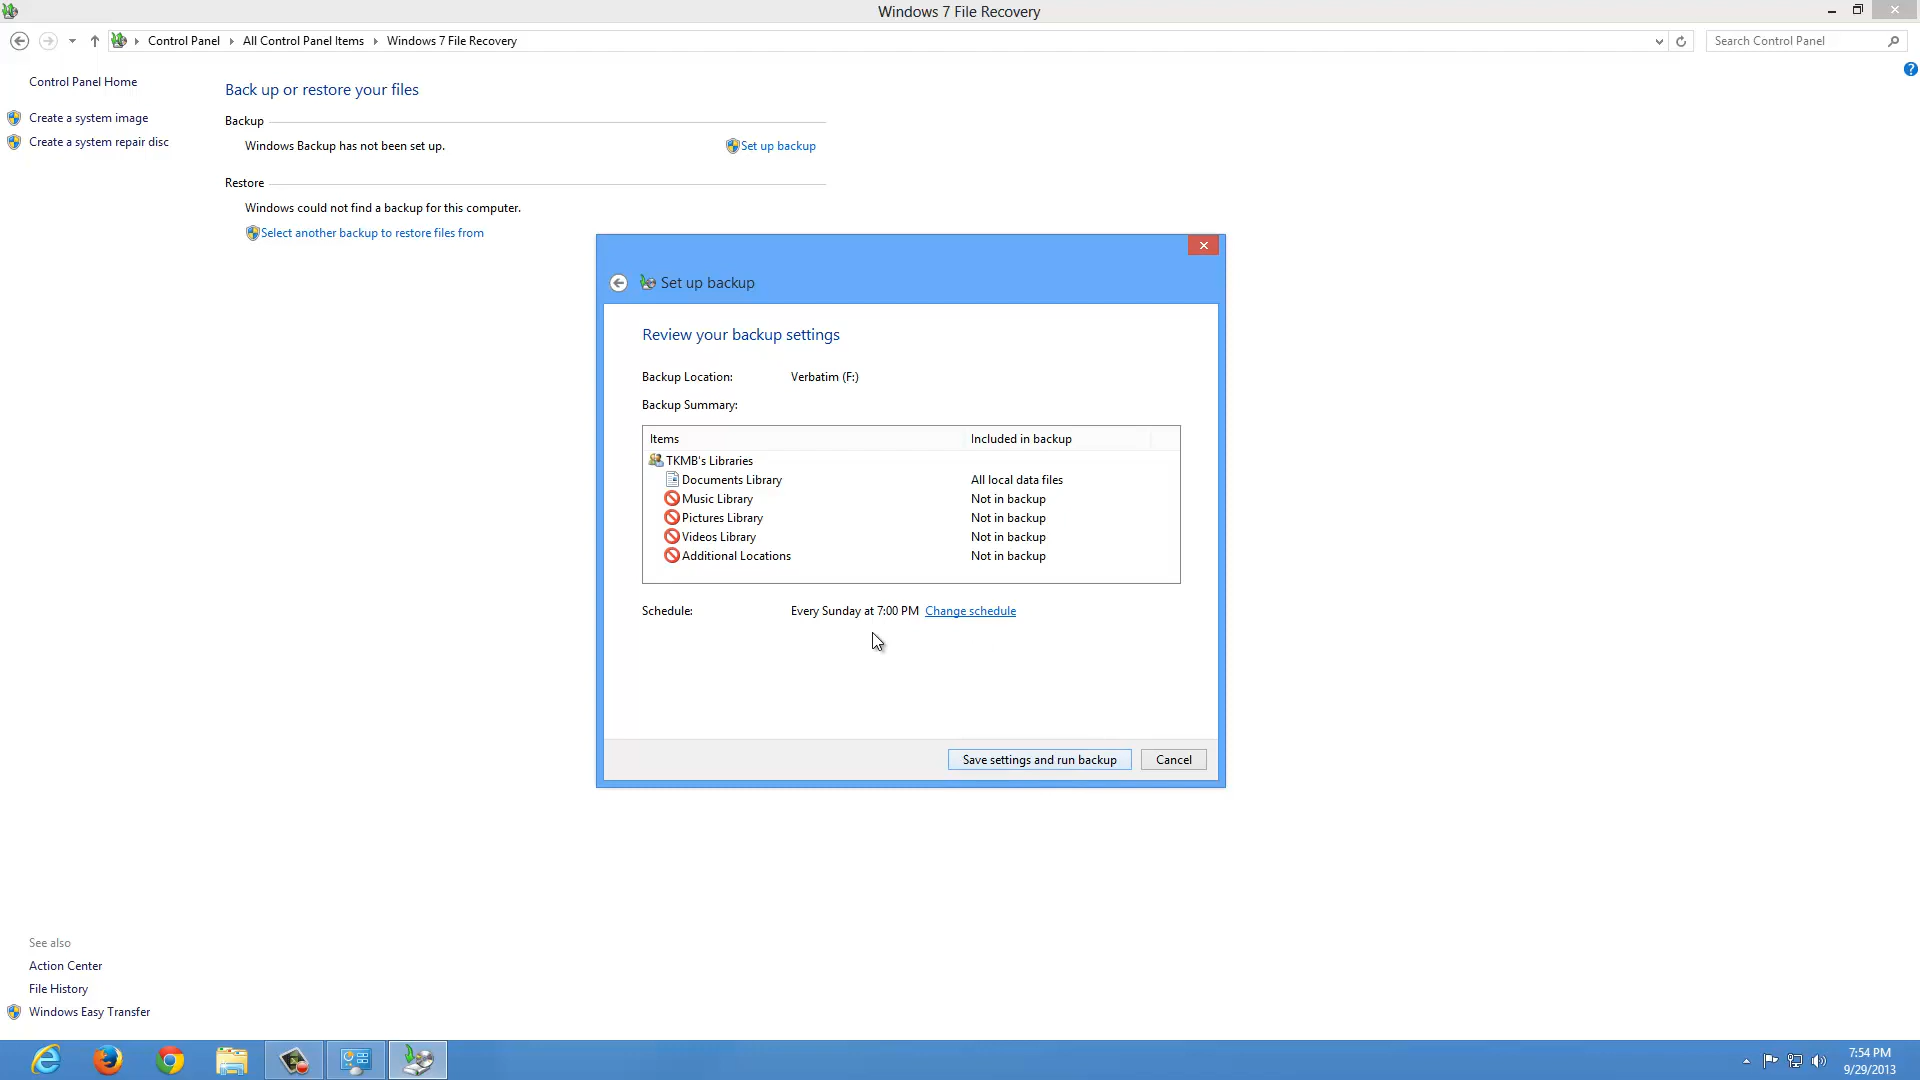 Windows 7 File Recovery
Control Panel
All Control Panel Items
Windows 7 File Recovery
Search Control Panel
Control Panel Home
Create a system image
Create a system repair disc
Back up or restore your files
Backup
Windows Backup has not been set up.
Set up backup
Restore
Windows could not find a backup for this computer.
Select another backup to restore files from
Set up backup
Review your backup settings
Backup Location: Verbatim (F:)
Backup Summary:
Items Included in backup
TKMB's Libraries
Documents Library All local data files
Music Library Not in backup
Pictures Library Not in backup
Videos Library Not in backup
Additional Locations Not in backup
Schedule: Every Sunday at 7:00 PM Change schedule
Save settings and run backup
Cancel
See also
Action Center
File History
Windows Easy Transfer
7:54 PM
9/29/2013